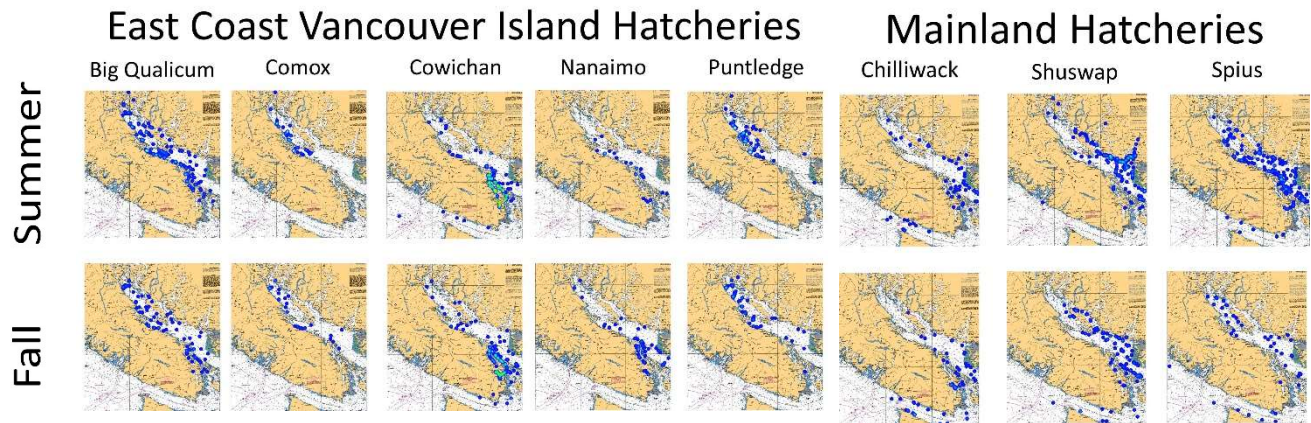 East Coast Vancouver Island Hatcheries
Mainland Hatcheries
Big Qualicum
Comox
Cowichan
Nanaimo
Puntledge
Chilliwack
Shuswap
Spius
Summer
Fall